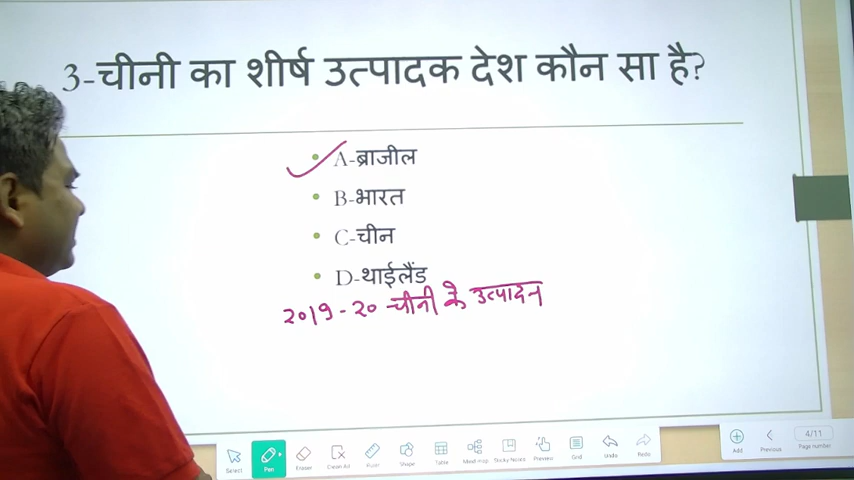 3-चीनी का शीर्ष उत्पादक देश कौन सा है?
A-ब्राजील
B-भारत
C-चीन
D-थाईलैंड
2019-20 चीनी के उत्पादन
Select Pen Eraser Clean All Ruler Shape Table Mind map Sticky Notes Preview Grid Undo Redo Add Previous 4/11 Page number